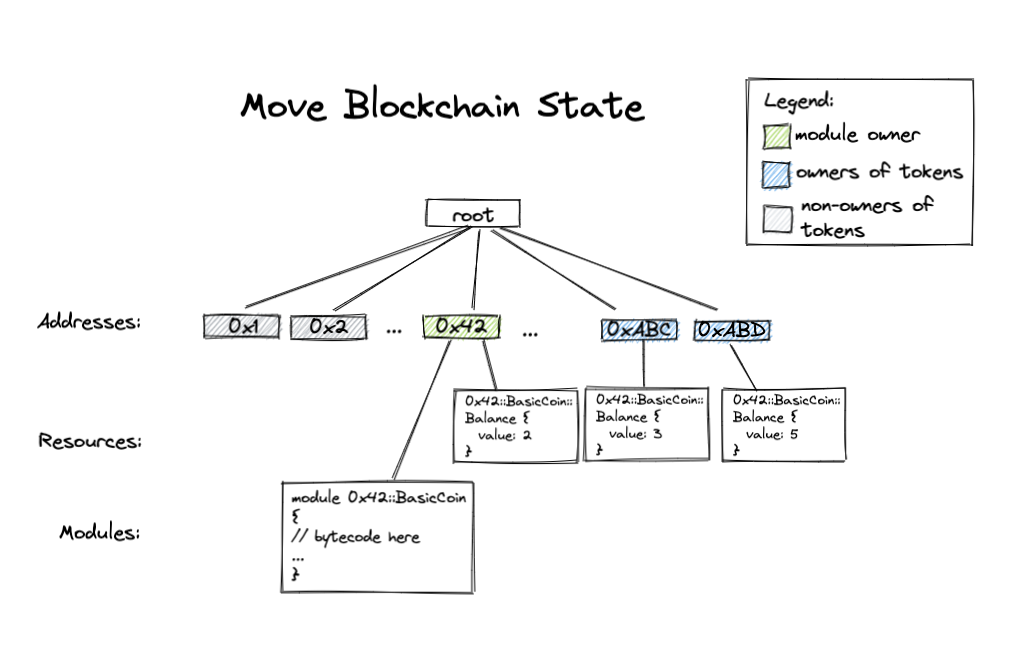 Move Blockchain State
Legend:
module owner
owners of tokens
non-owners of
tokens
root
Addresses:
0x1
0x2
...
0x42
...
0xABC
0xABD
Resources:
0x42::BasicCoin::
Balance {
value: 2
}
0x42::BasicCoin::
Balance {
value: 3
}
0x42::BasicCoin::
Balance {
value: 5
}
Modules:
module 0x42::BasicCoin
{
// bytecode here
...
}